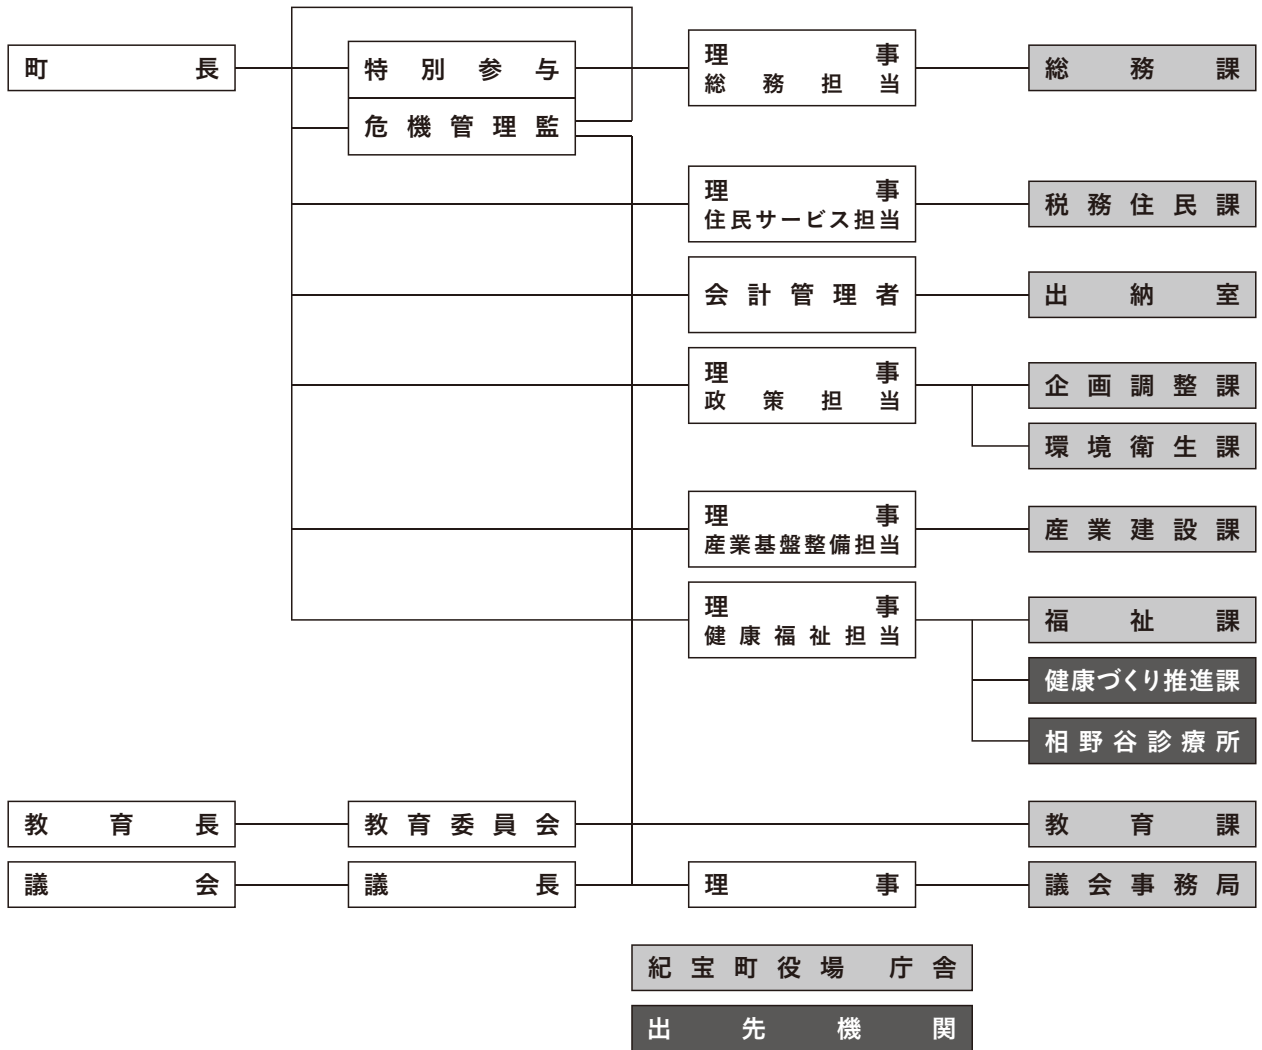 町長
特別参与
理事
総務担当
総務課
危機管理監
理事
住民サービス担当
税務住民課
会計管理者
出納室
理事
政策担当
企画調整課
環境衛生課
理事
産業基盤整備担当
産業建設課
理事
健康福祉担当
福祉課
健康づくり推進課
相野谷診療所
教育長
教育委員会
教育課
議会
議長
理事
議会事務局
紀宝町役場 庁舎
出先機関